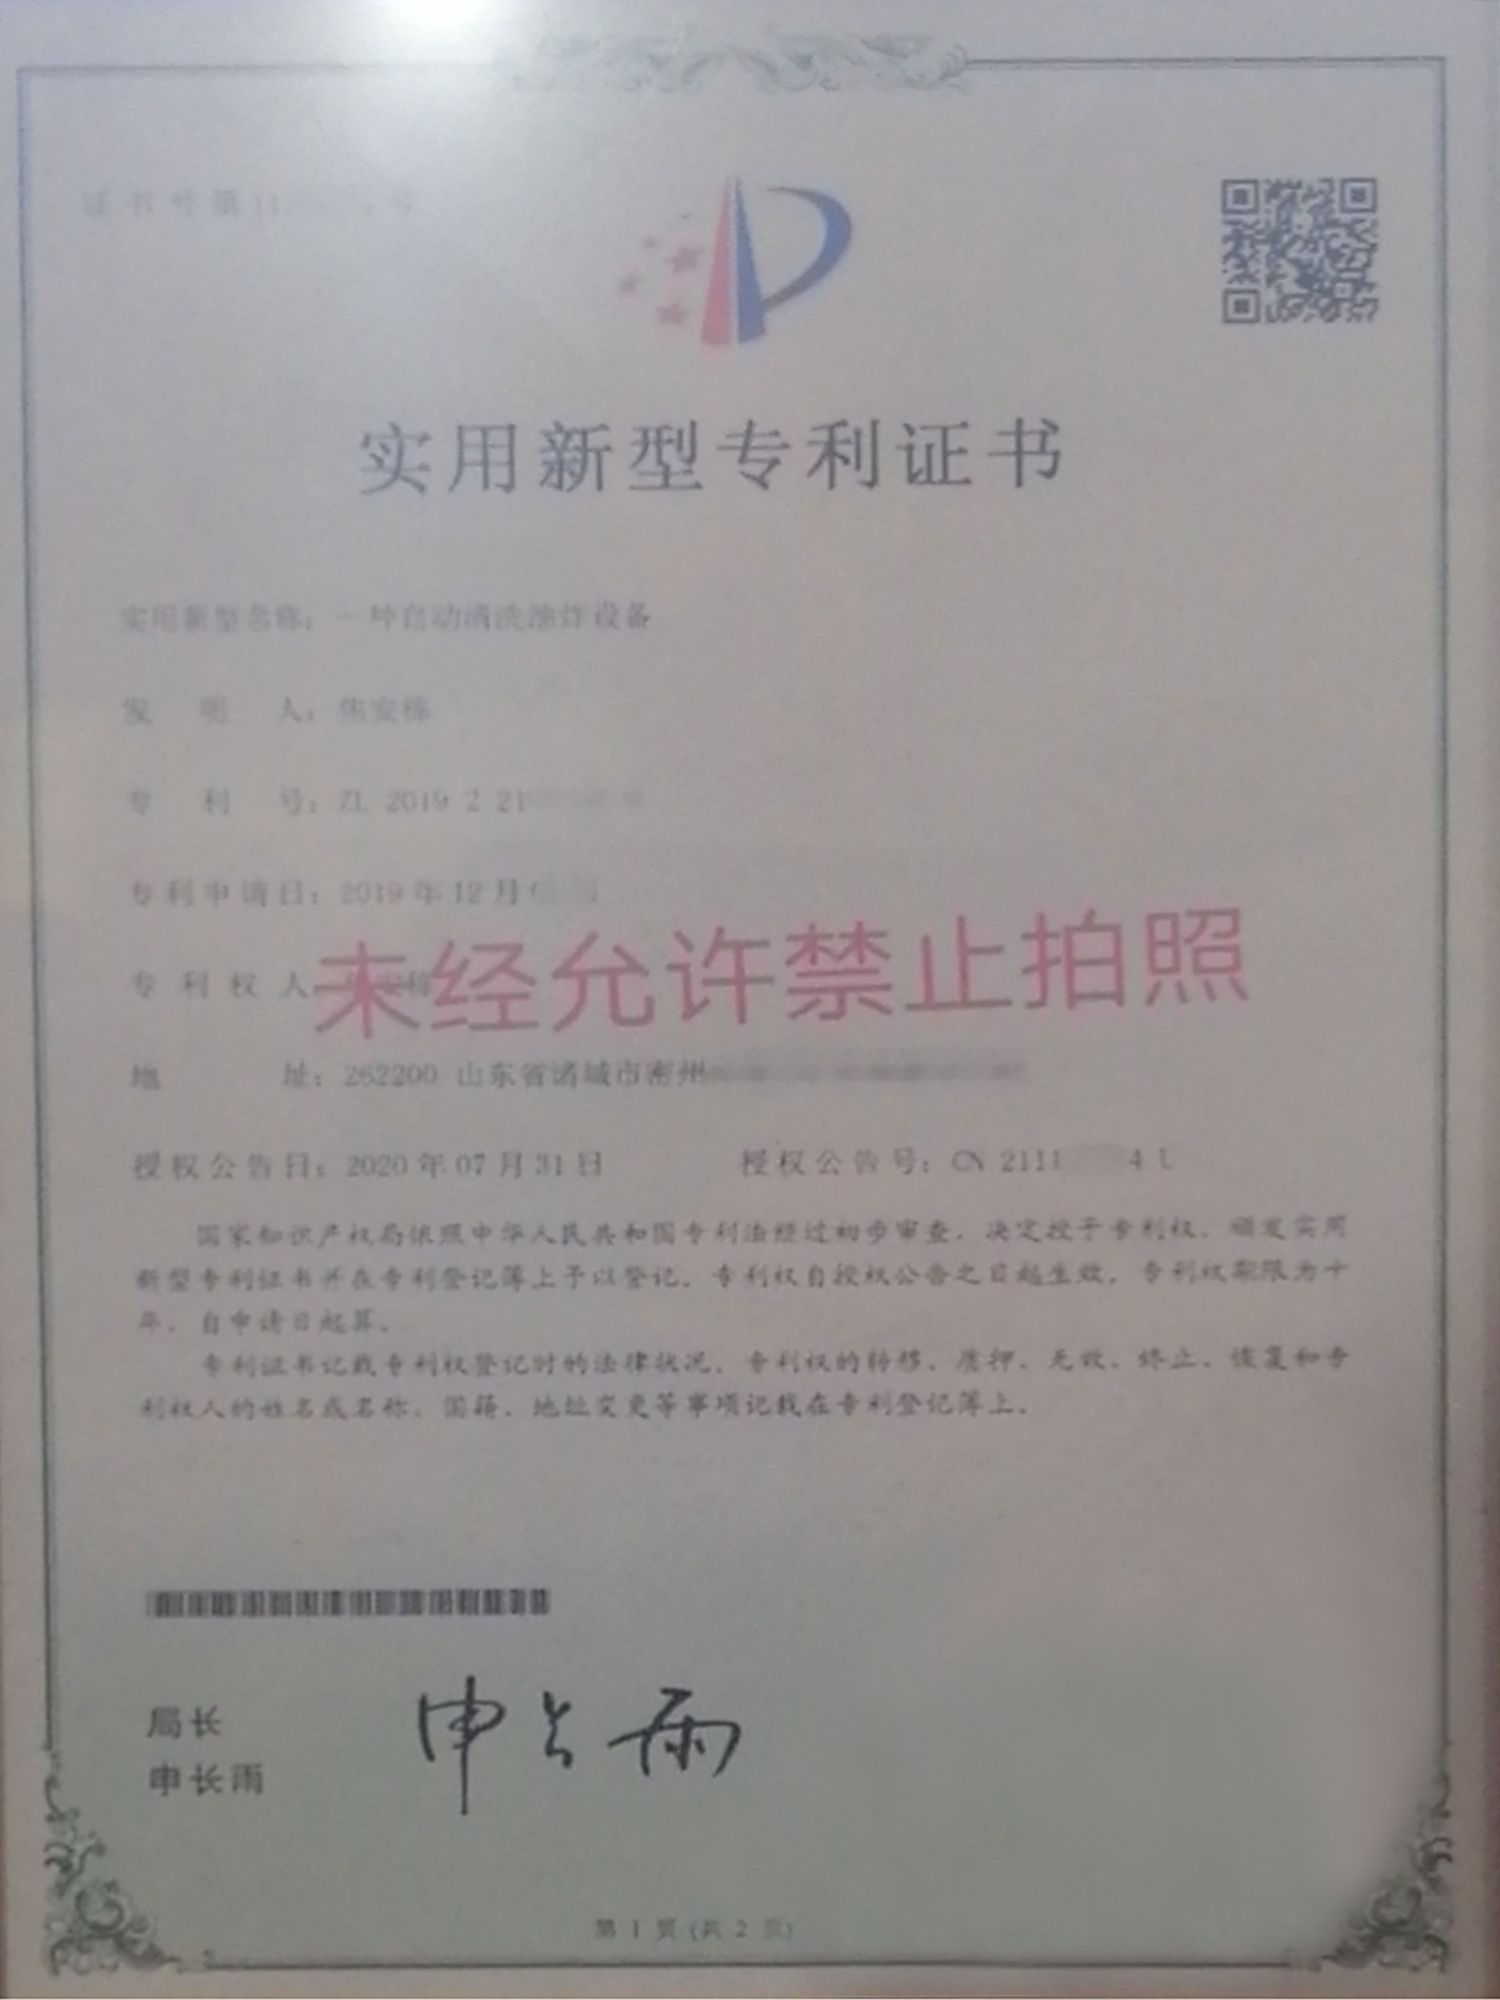 证书号第11 号
实用新型专利证书
实用新型名称：一种自动清洗油炸设备
发明人：焦安栋
专利号：ZL 2019 2 21
专利申请日：2019年12月
专利权人
未经允许禁止拍照
地址：262200 山东省诸城市密州
授权公告日：2020年07月31日 授权公告号：CN 2111 4 U
国家知识产权局依照中华人民共和国专利法经过初步审查，决定授予专利权，颁发实用
新型专利证书并在专利登记簿上予以登记。专利权自授权公告之日起生效。专利权期限为十
年，自申请日起算。
专利证书记载专利权登记时的法律状况。专利权的转移、质押、无效、终止、恢复和专
利权人的姓名或名称、国籍、地址变更等事项记载在专利登记簿上。
局长
申长雨
申长雨
第 1 页 (共 2 页)